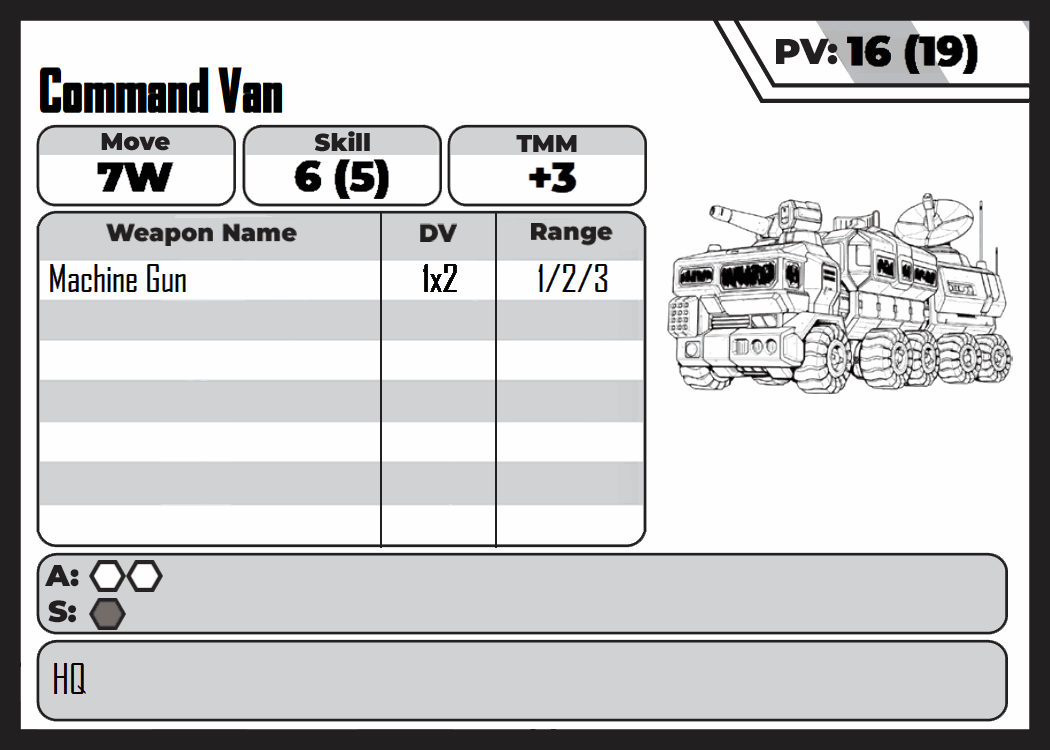 PV: 16 (19)
Command Van
Move Skill TMM
7W 6 (5) +3
Weapon Name DV Range
Machine Gun 1x2 1/2/3
A:
S:
HQ